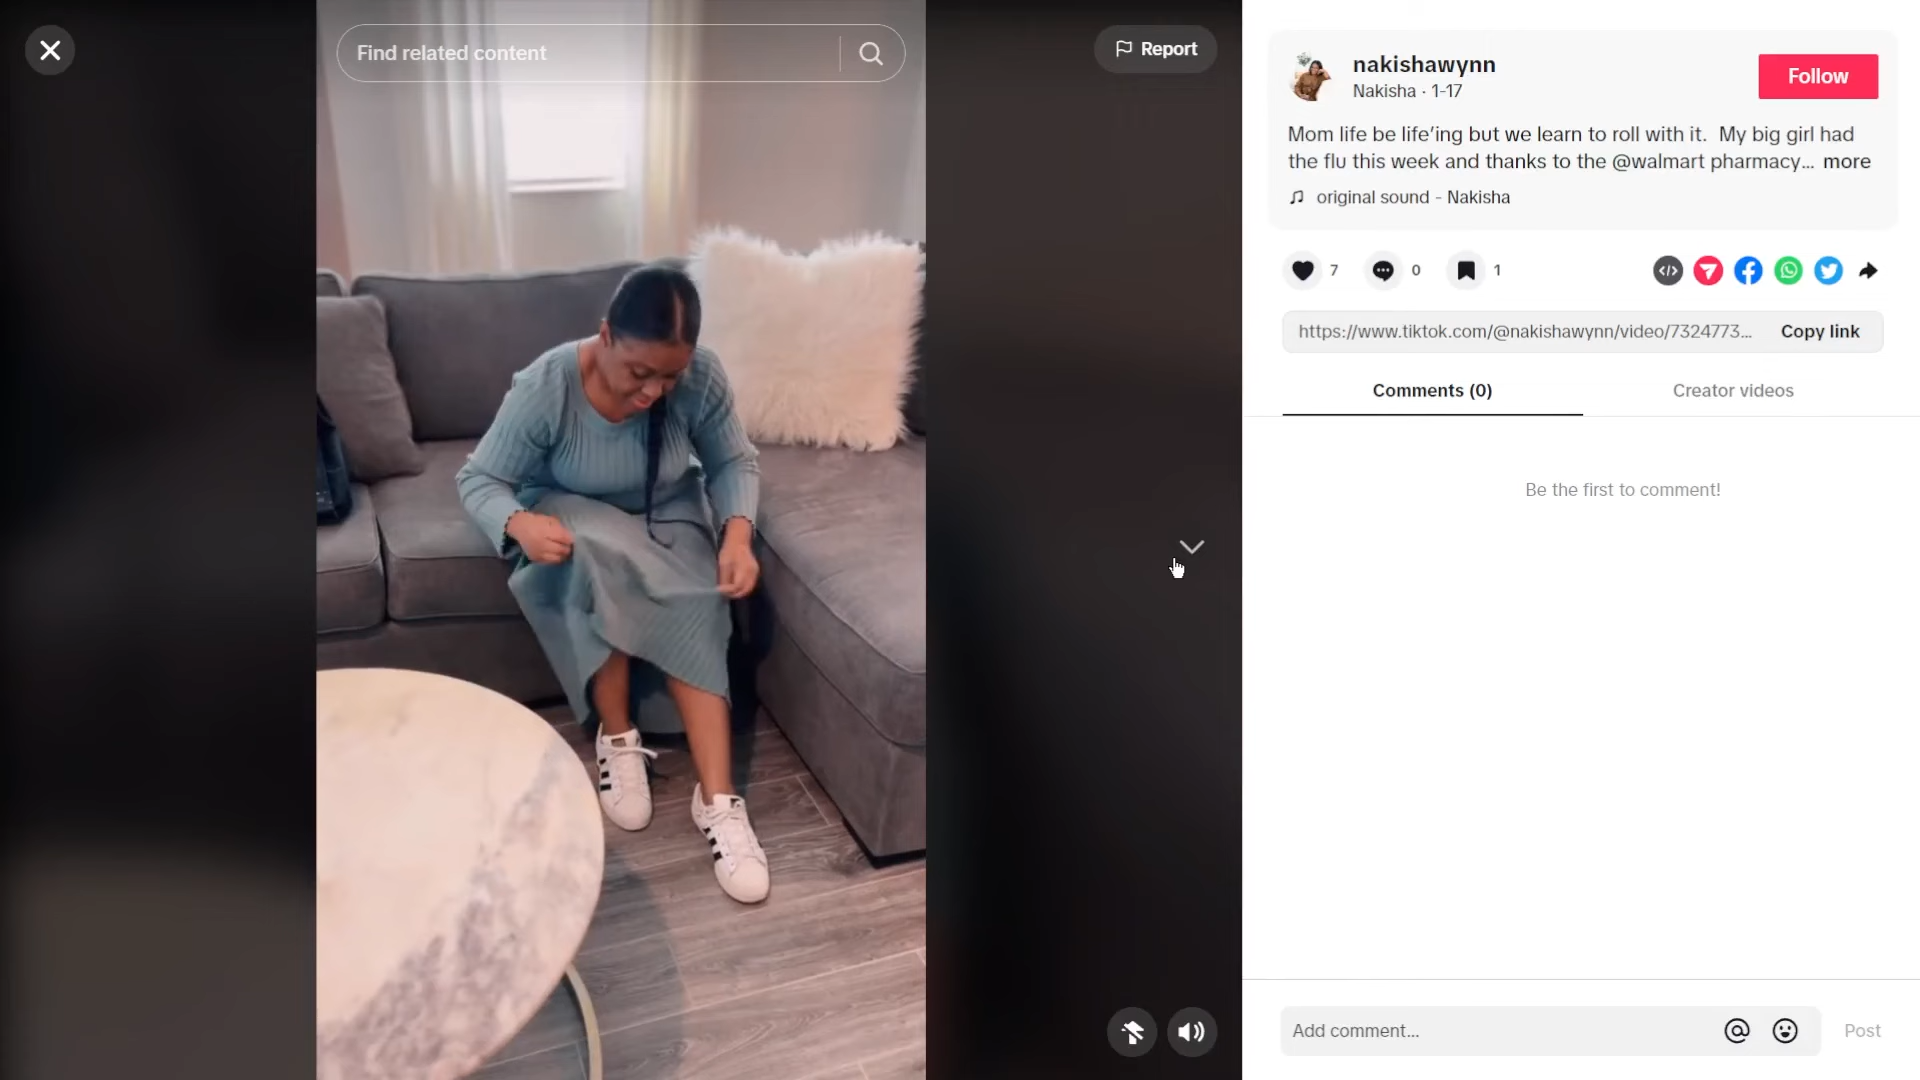 Find related content
Report
nakishawynn
Nakisha · 1-17
Follow
Mom life be life'ing but we learn to roll with it. My big girl had
the flu this week and thanks to the @walmart pharmacy... more
original sound - Nakisha
7
0
1
https://www.tiktok.com/@nakishawynn/video/7324773...
Copy link
Comments (0)
Creator videos
Be the first to comment!
Add comment...
Post